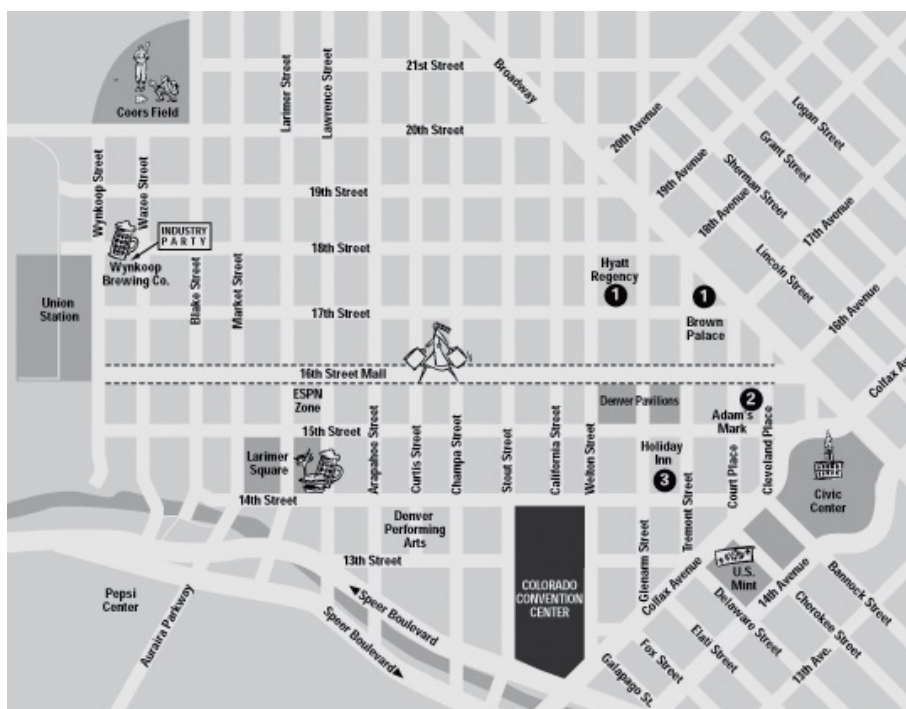 21st Street
Broadway
Larimer Street
Lawrence Street
Coors Field
20th Street
20th Avenue
Logan Street
Grant Street
19th Avenue
Sherman Street
18th Avenue
17th Avenue
Wynkoop Street
Wazee Street
19th Street
INDUSTRY
PARTY
18th Street
Wynkoop
Brewing Co.
Hyatt
Regency
1
1
Lincoln Street
16th Avenue
Union
Station
Blake Street
Market Street
17th Street
Brown
Palace
16th Street Mall
Colfax Av
ESPN
Zone
Denver Pavilions
2
Adam's
Mark
15th Street
Arapahoe Street
Curtis Street
Champa Street
Stout Street
California Street
Welton Street
Holiday
Inn
3
Court Place
Cleveland Place
Larimer
Square
14th Street
Civic
Center
Denver
Performing
Arts
Glenarm Street
Tremont Street
13th Street
Colfax Avenue
U.S.
Mint
14th Avenue
Bannock Street
COLORADO
CONVENTION
CENTER
Pepsi
Center
Auraira Parkway
Speer Boulevard
Speer Boulevard
Delaware Street
Cherokee Street
Elati Street
Fox Street
Galapago St.
13th Ave.